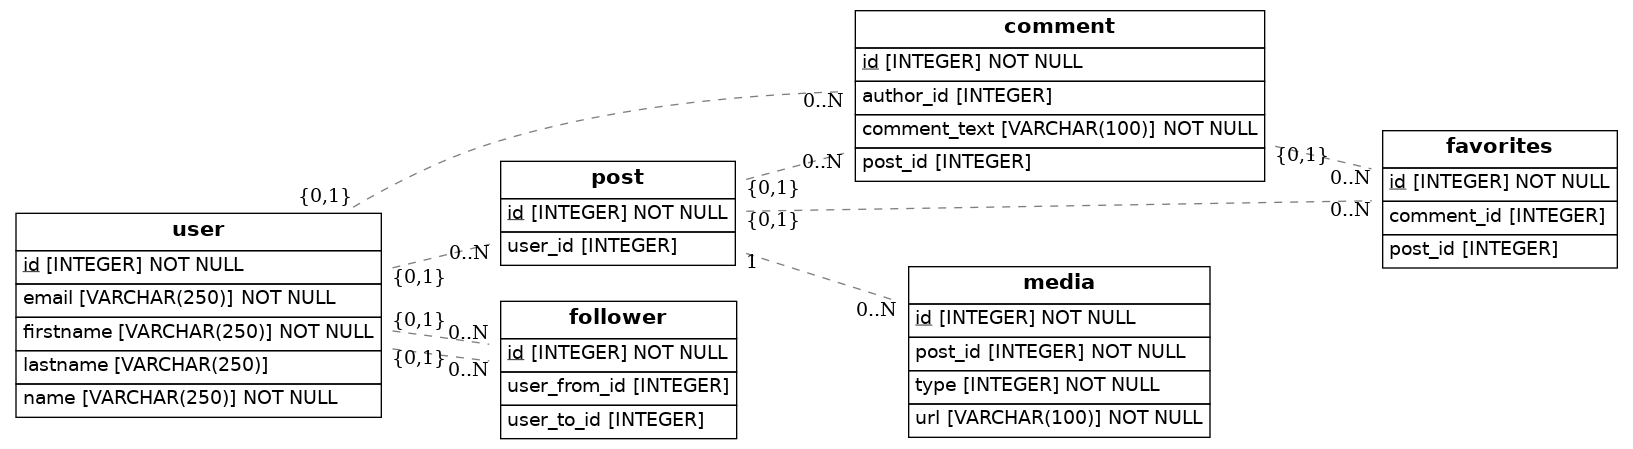 comment
id [INTEGER] NOT NULL
author_id [INTEGER]
comment_text [VARCHAR(100)] NOT NULL
post_id [INTEGER]
0..N
0..N
{0,1}
favorites
id [INTEGER] NOT NULL
comment_id [INTEGER]
post_id [INTEGER]
0..N
0..N
post
id [INTEGER] NOT NULL
user_id [INTEGER]
{0,1}
{0,1}
1
0..N
{0,1}
user
id [INTEGER] NOT NULL
email [VARCHAR(250)] NOT NULL
firstname [VARCHAR(250)] NOT NULL
lastname [VARCHAR(250)]
name [VARCHAR(250)] NOT NULL
{0,1}
{0,1}
{0,1}
0..N
0..N
follower
id [INTEGER] NOT NULL
user_from_id [INTEGER]
user_to_id [INTEGER]
0..N
media
id [INTEGER] NOT NULL
post_id [INTEGER] NOT NULL
type [INTEGER] NOT NULL
url [VARCHAR(100)] NOT NULL